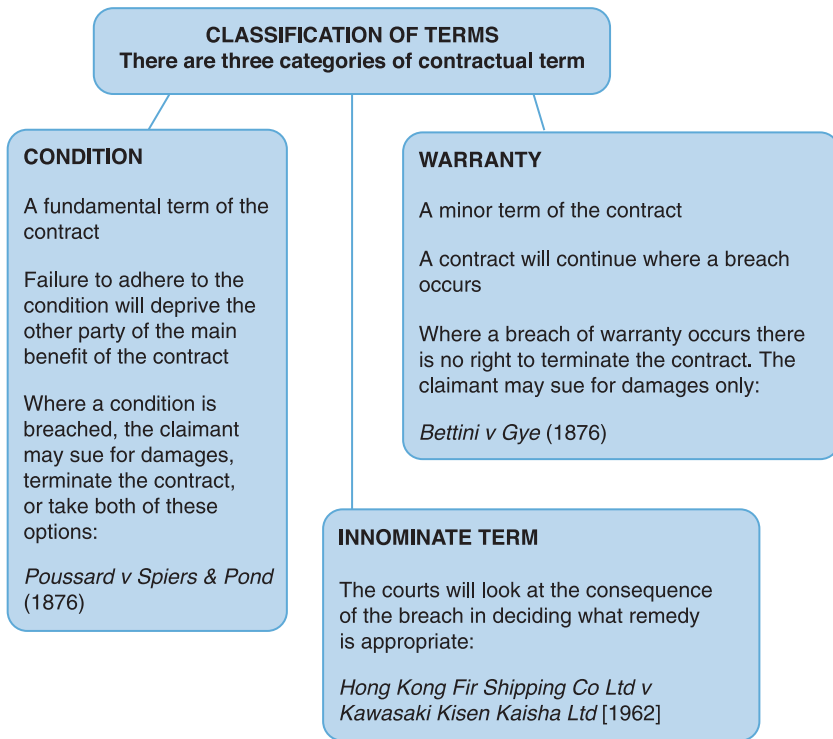 CLASSIFICATION OF TERMS
There are three categories of contractual term
CONDITION
A fundamental term of the
contract
Failure to adhere to the
condition will deprive the
other party of the main
benefit of the contract
Where a condition is
breached, the claimant
may sue for damages,
terminate the contract,
or take both of these
options:
Poussard v Spiers & Pond
(1876)
WARRANTY
A minor term of the contract
A contract will continue where a breach
occurs
Where a breach of warranty occurs there
is no right to terminate the contract. The
claimant may sue for damages only:
Bettini v Gye (1876)
INNOMINATE TERM
The courts will look at the consequence
of the breach in deciding what remedy
is appropriate:
Hong Kong Fir Shipping Co Ltd v
Kawasaki Kisen Kaisha Ltd [1962]